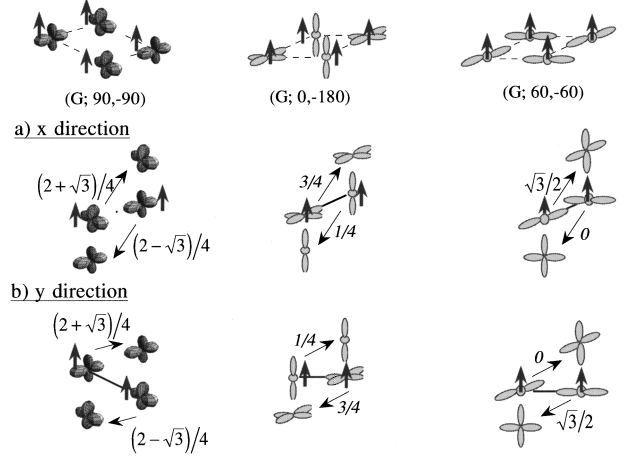 (G; 90,-90) (G; 0,-180) (G; 60,-60)
a) x direction
(2+√3)/4 3/4 √3/2
(2−√3)/4 1/4 0
b) y direction
(2+√3)/4 1/4 0
(2−√3)/4 3/4 √3/2